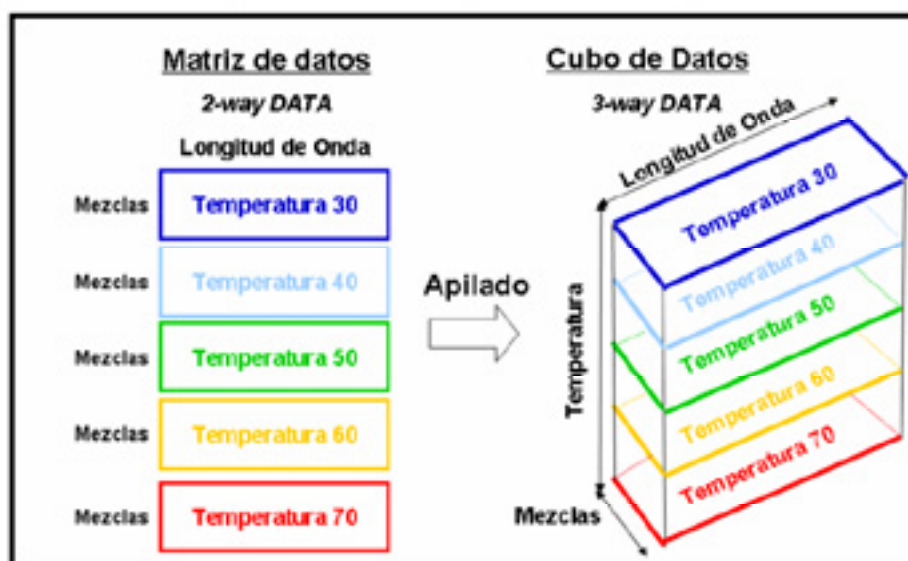 Matriz de datos
2-way DATA
Longitud de Onda
Mezclas Temperatura 30
Mezclas Temperatura 40
Mezclas Temperatura 50
Mezclas Temperatura 60
Mezclas Temperatura 70
Apilado
Cubo de Datos
3-way DATA
Longitud de Onda
Temperatura
Temperatura 30
Temperatura 40
Temperatura 50
Temperatura 60
Temperatura 70
Mezclas